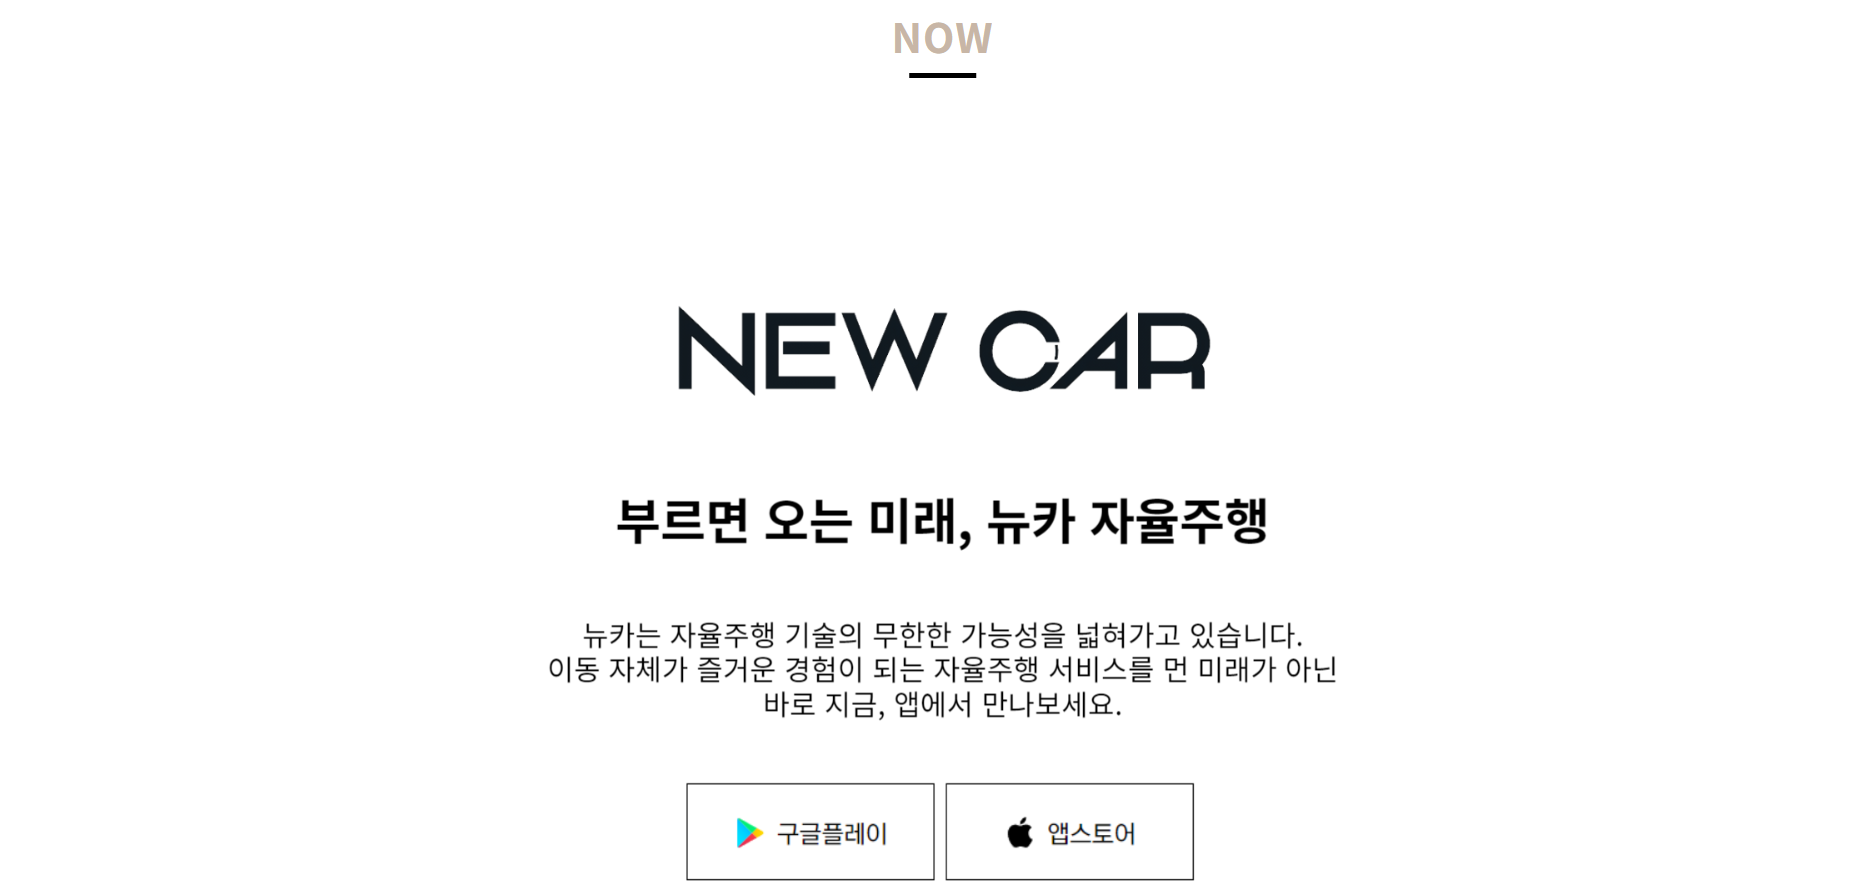 NOW
NEW CAR
부르면 오는 미래, 뉴카 자율주행
뉴카는 자율주행 기술의 무한한 가능성을 넓혀가고 있습니다.
이동 자체가 즐거운 경험이 되는 자율주행 서비스를 먼 미래가 아닌
바로 지금, 앱에서 만나보세요.
구글플레이
앱스토어